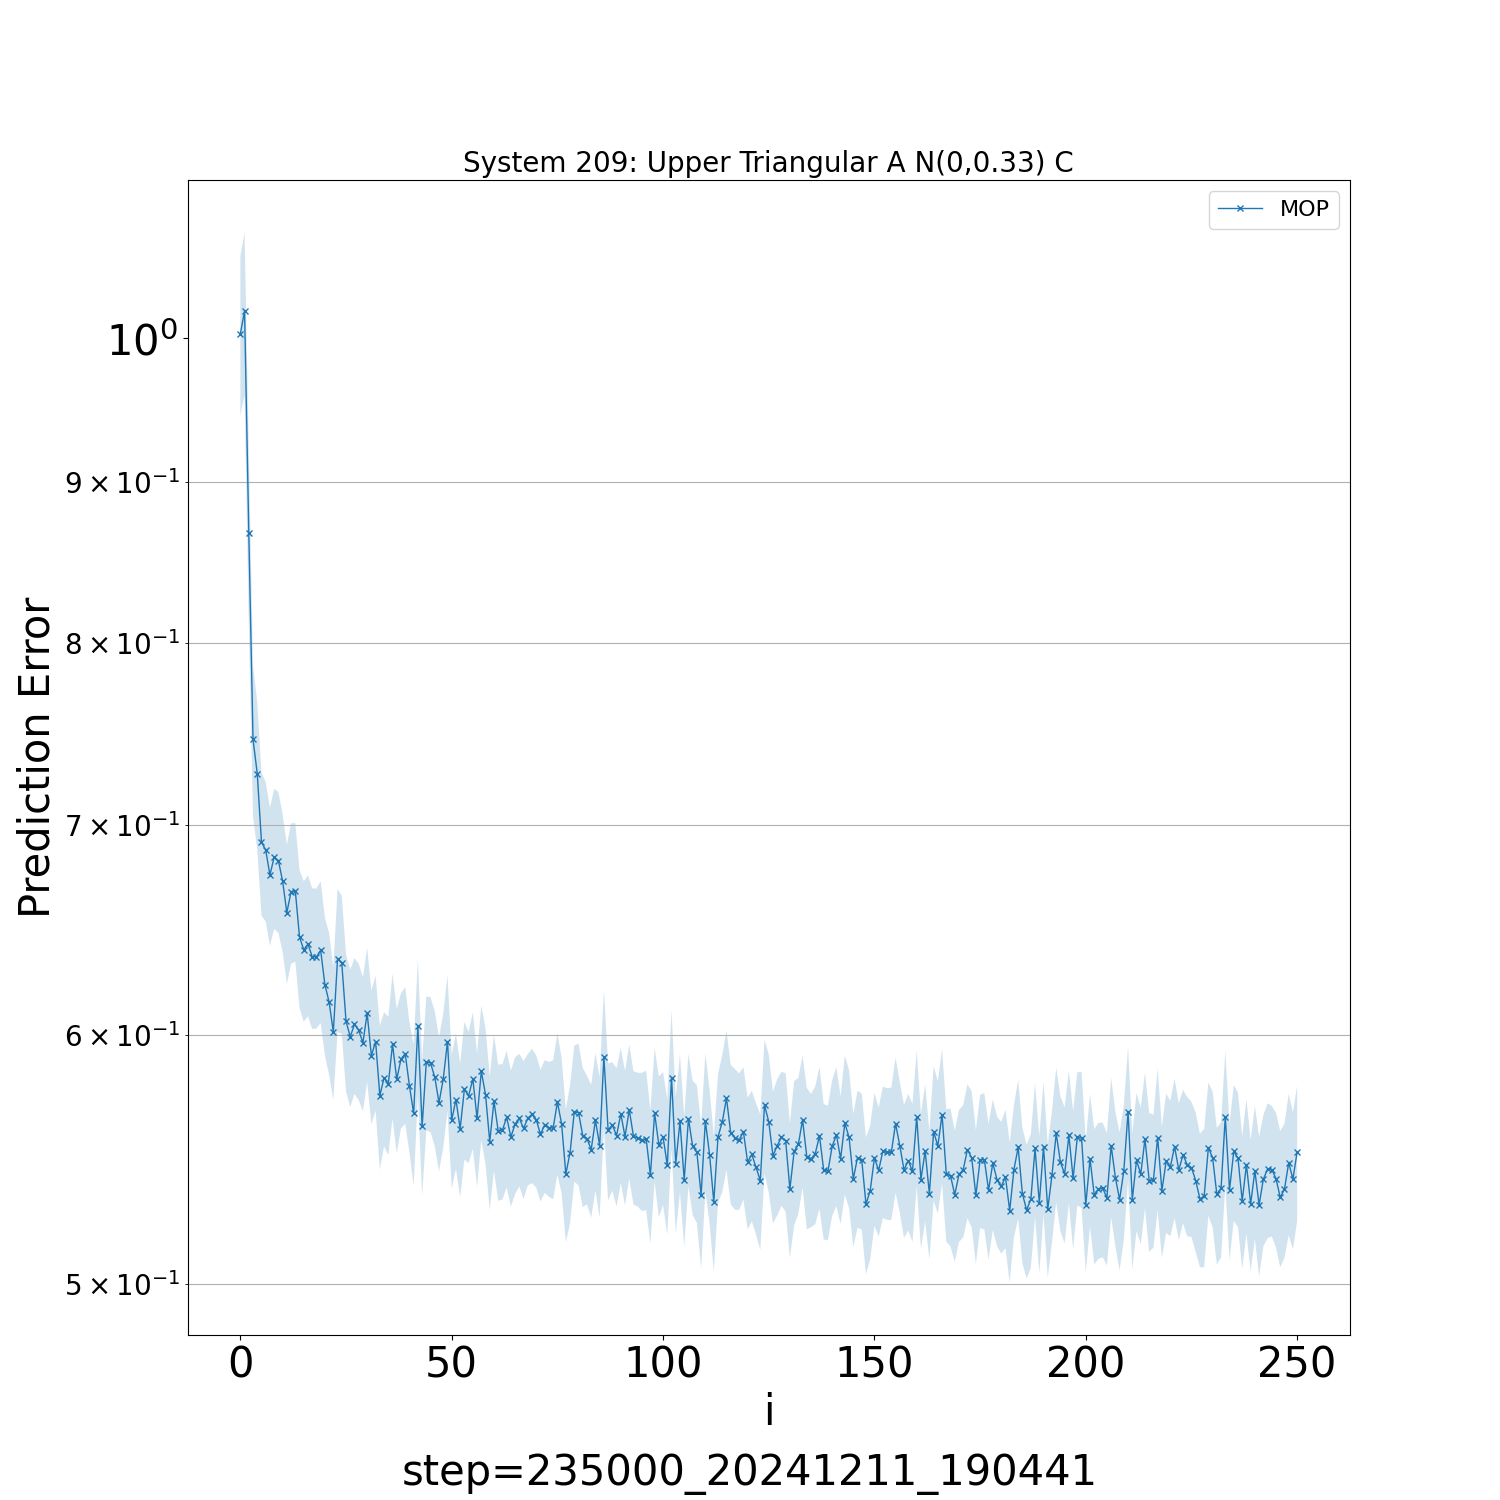 System 209: Upper Triangular A N(0,0.33) C
MOP
10⁰
9 × 10⁻¹
8 × 10⁻¹
7 × 10⁻¹
6 × 10⁻¹
5 × 10⁻¹
Prediction Error
0 50 100 150 200 250
i
step=235000_20241211_190441